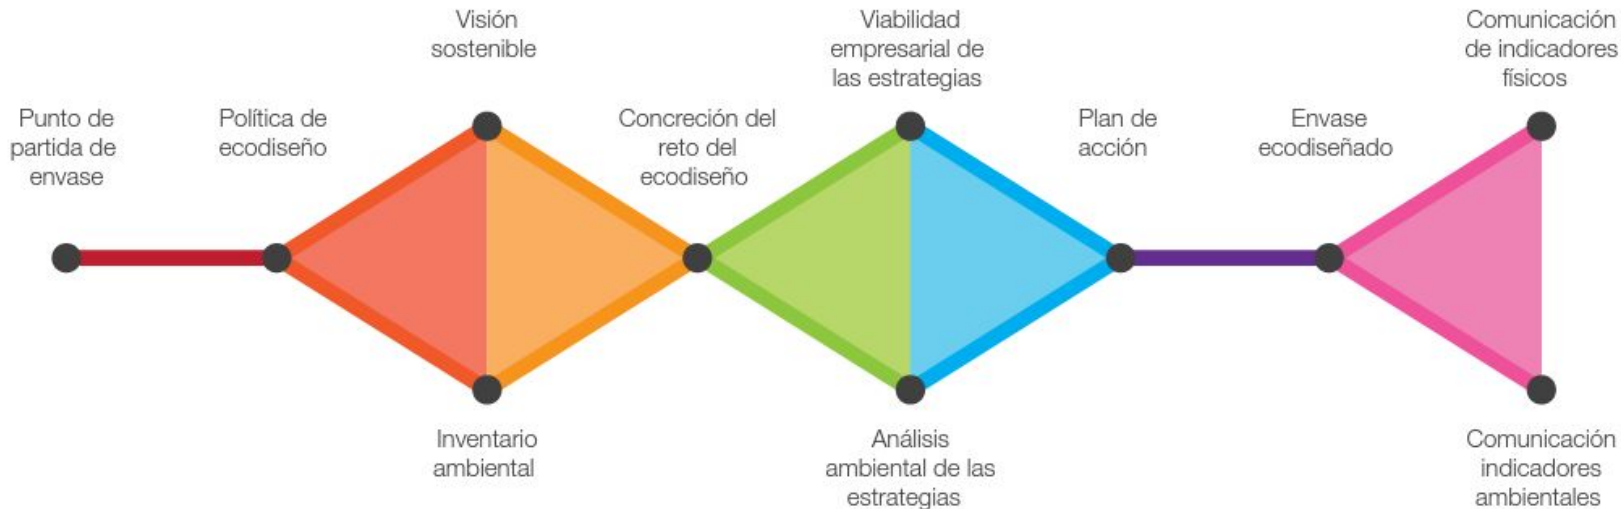 Punto de
partida de
envase
Política de
ecodiseño
Visión
sostenible
Inventario
ambiental
Concreción del
reto del
ecodiseño
Viabilidad
empresarial de
las estrategias
Análisis
ambiental de las
estrategias
Plan de
acción
Envase
ecodiseñado
Comunicación
de indicadores
físicos
Comunicación
indicadores
ambientales